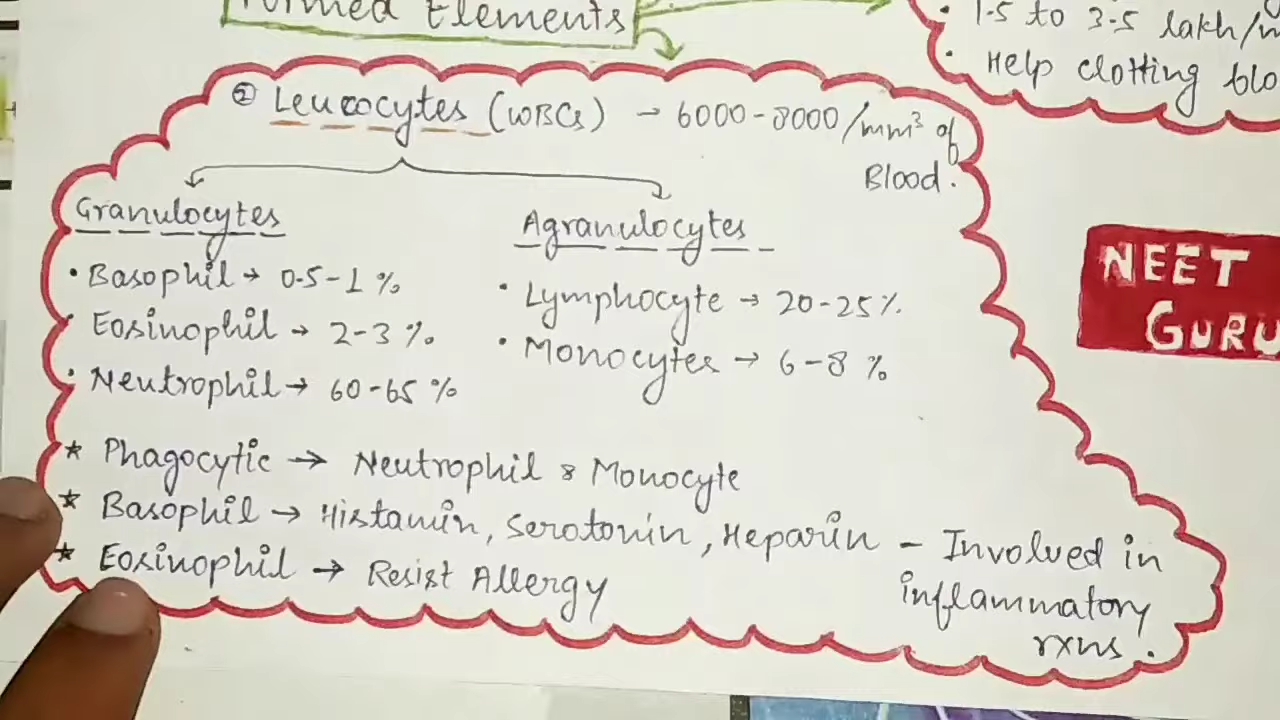 Formed Elements
• 1.5 to 3.5 lakh/m
• Help clotting blo
② Leucocytes (WBCs) → 6000-8000/mm³ of
Blood.
Granulocytes
• Basophil → 0.5-1 %
• Eosinophil → 2-3 %
• Neutrophil → 60-65 %
Agranulocytes
• Lymphocyte → 20-25%
• Monocytes → 6-8 %
★ Phagocytic → Neutrophil & Monocyte
★ Basophil → Histamin, Serotonin, Heparin - Involved in
inflammatory
rxns.
★ Eosinophil → Resist Allergy
NEET
GURU